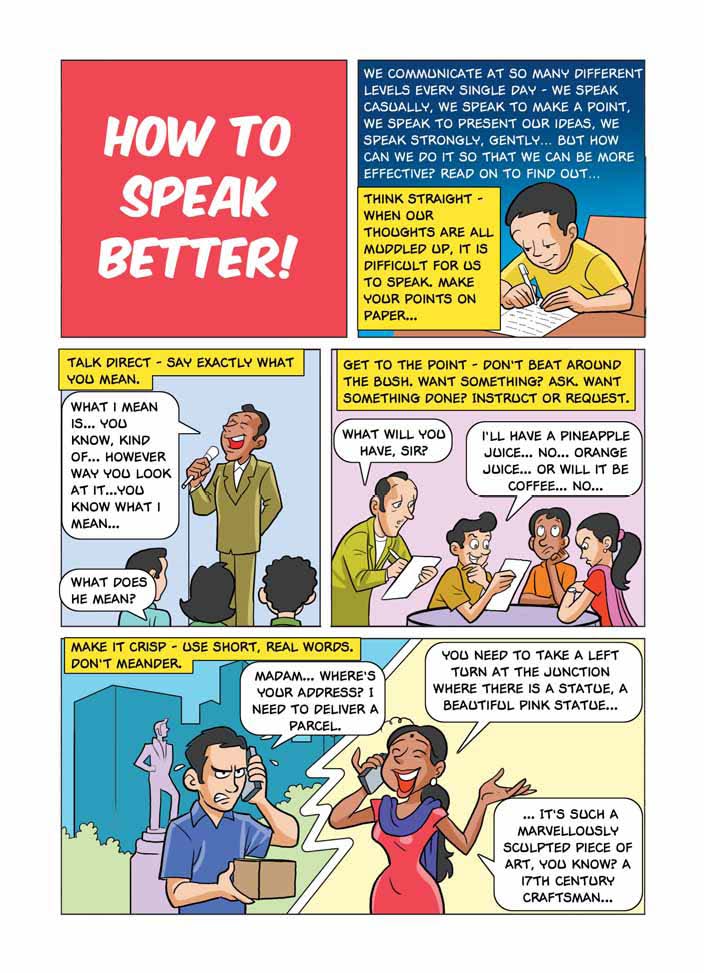 HOW TO
SPEAK
BETTER!
WE COMMUNICATE AT SO MANY DIFFERENT
LEVELS EVERY SINGLE DAY - WE SPEAK
CASUALLY, WE SPEAK TO MAKE A POINT,
WE SPEAK TO PRESENT OUR IDEAS, WE
SPEAK STRONGLY, GENTLY... BUT HOW
CAN WE DO IT SO THAT WE CAN BE MORE
EFFECTIVE? READ ON TO FIND OUT...
THINK STRAIGHT -
WHEN OUR
THOUGHTS ARE ALL
MUDDLED UP, IT IS
DIFFICULT FOR US
TO SPEAK. MAKE
YOUR POINTS ON
PAPER...
TALK DIRECT - SAY EXACTLY WHAT
YOU MEAN.
WHAT I MEAN
IS... YOU
KNOW, KIND
OF... HOWEVER
WAY YOU LOOK
AT IT...YOU
KNOW WHAT I
MEAN...
WHAT DOES
HE MEAN?
GET TO THE POINT - DON'T BEAT AROUND
THE BUSH. WANT SOMETHING? ASK. WANT
SOMETHING DONE? INSTRUCT OR REQUEST.
WHAT WILL YOU
HAVE, SIR?
I'LL HAVE A PINEAPPLE
JUICE... NO... ORANGE
JUICE... OR WILL IT BE
COFFEE... NO...
MAKE IT CRISP - USE SHORT, REAL WORDS.
DON'T MEANDER.
MADAM... WHERE'S
YOUR ADDRESS? I
NEED TO DELIVER A
PARCEL.
YOU NEED TO TAKE A LEFT
TURN AT THE JUNCTION
WHERE THERE IS A STATUE, A
BEAUTIFUL PINK STATUE...
... IT'S SUCH A
MARVELLOUSLY
SCULPTED PIECE OF
ART, YOU KNOW? A
17TH CENTURY
CRAFTSMAN...